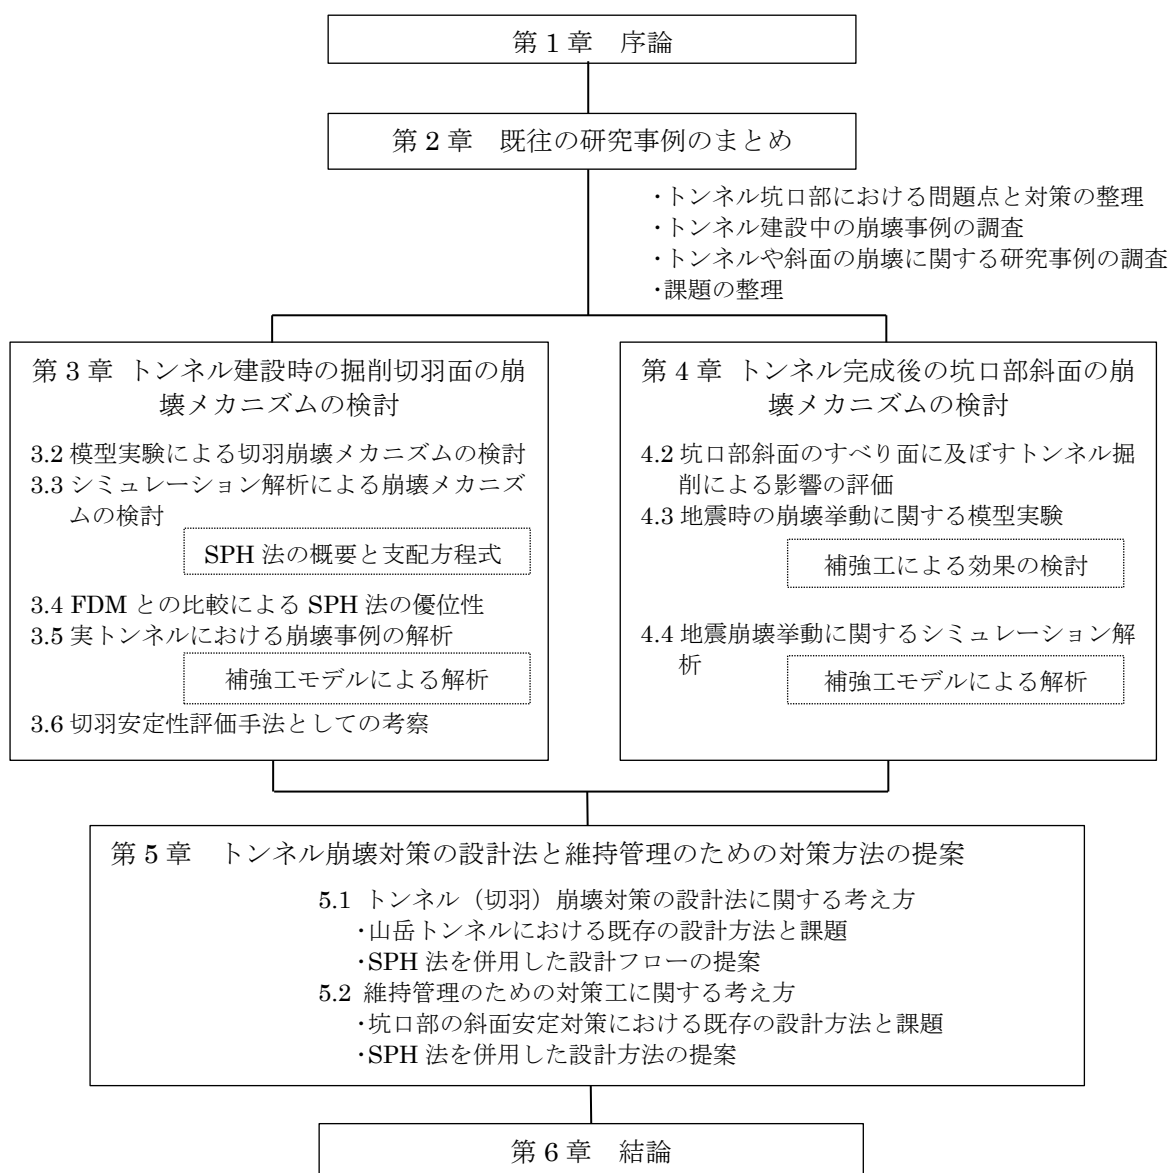 第 1 章　序論
第 2 章　既往の研究事例のまとめ
・トンネル坑口部における問題点と対策の整理
・トンネル建設中の崩壊事例の調査
・トンネルや斜面の崩壊に関する研究事例の調査
・課題の整理
第 3 章 トンネル建設時の掘削切羽面の崩
壊メカニズムの検討
3.2 模型実験による切羽崩壊メカニズムの検討
3.3 シミュレーション解析による崩壊メカニズ
ムの検討
SPH 法の概要と支配方程式
3.4 FDM との比較による SPH 法の優位性
3.5 実トンネルにおける崩壊事例の解析
補強工モデルによる解析
3.6 切羽安定性評価手法としての考察
第 4 章 トンネル完成後の坑口部斜面の崩
壊メカニズムの検討
4.2 坑口部斜面のすべり面に及ぼすトンネル掘
削による影響の評価
4.3 地震時の崩壊挙動に関する模型実験
補強工による効果の検討
4.4 地震崩壊挙動に関するシミュレーション解
析
補強工モデルによる解析
第 5 章　トンネル崩壊対策の設計法と維持管理のための対策方法の提案
5.1 トンネル（切羽）崩壊対策の設計法に関する考え方
・山岳トンネルにおける既存の設計方法と課題
・SPH 法を併用した設計フローの提案
5.2 維持管理のための対策工に関する考え方
・坑口部の斜面安定対策における既存の設計方法と課題
・SPH 法を併用した設計方法の提案
第 6 章　結論